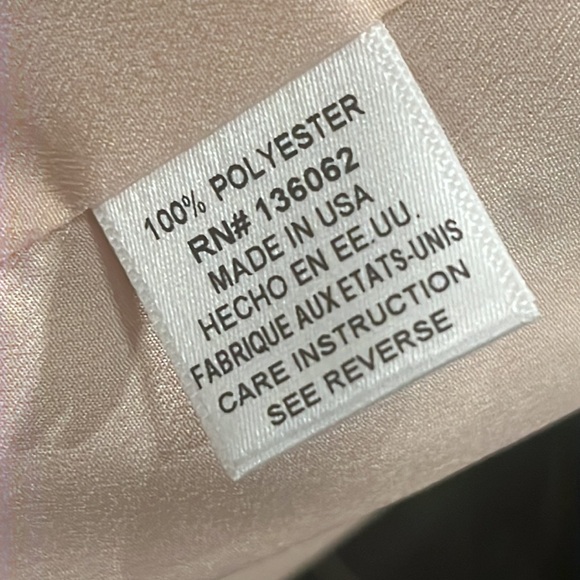 100% POLYESTER
RN# 136062
MADE IN USA
HECHO EN EE.UU.
FABRIQUE AUX ETATS-UNIS
CARE INSTRUCTION
SEE REVERSE